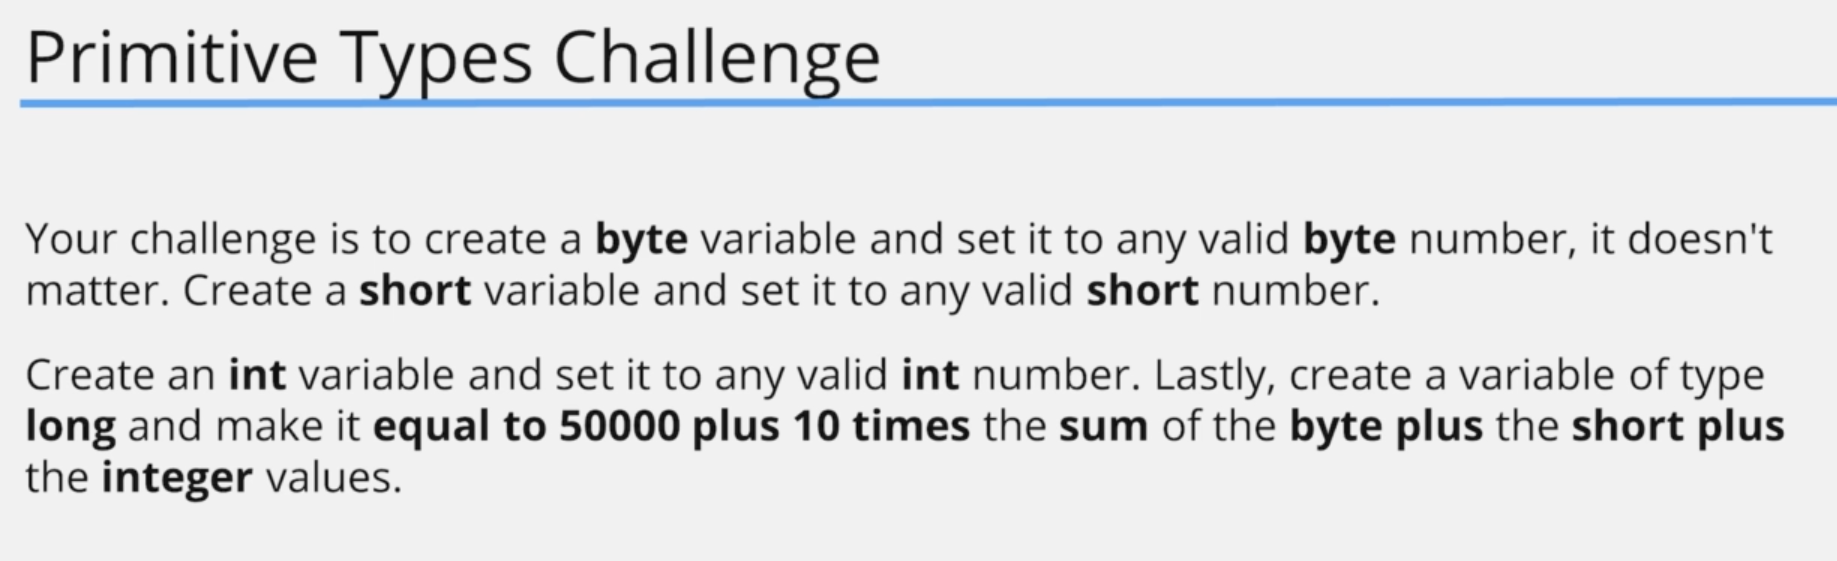 Primitive Types Challenge
Your challenge is to create a byte variable and set it to any valid byte number, it doesn't
matter. Create a short variable and set it to any valid short number.
Create an int variable and set it to any valid int number. Lastly, create a variable of type
long and make it equal to 50000 plus 10 times the sum of the byte plus the short plus
the integer values.